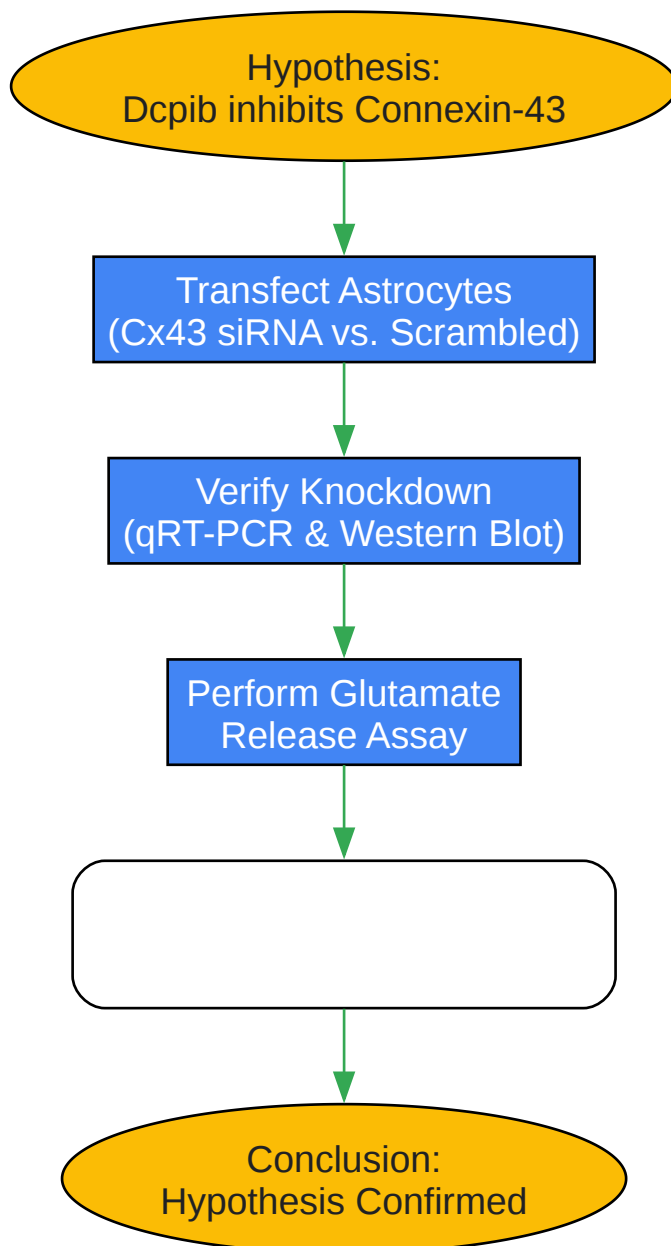 Hypothesis:
Dcpib inhibits Connexin-43
Transfect Astrocytes
(Cx43 siRNA vs. Scrambled)
Verify Knockdown
(qRT-PCR & Western Blot)
Perform Glutamate
Release Assay
Conclusion:
Hypothesis Confirmed